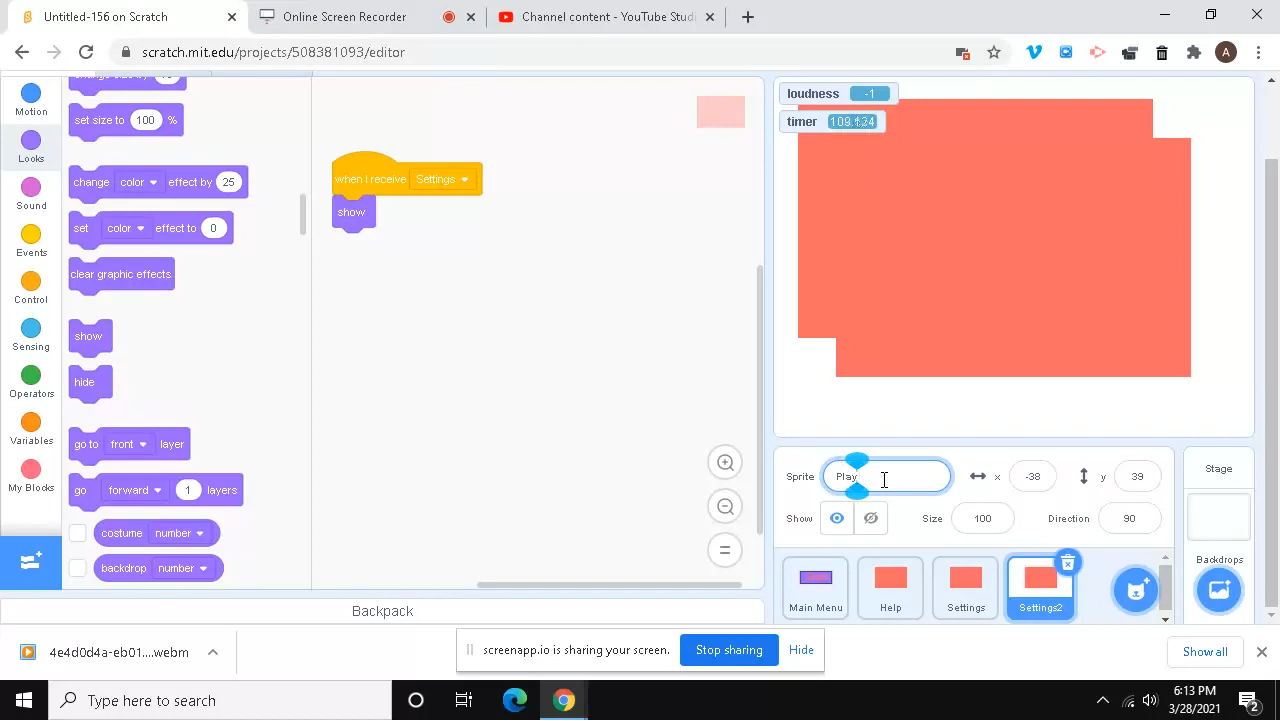 Untitled-156 on Scratch
Online Screen Recorder
YouTube channel content - YouTube Studi
scratch.mit.edu/projects/508381093/editor
A
Motion
Looks
Sound
Events
Control
Sensing
Operators
Variables
My Blocks
set size to 100 %
change color effect by 25
set color effect to 0
clear graphic effects
show
hide
go to front layer
go forward 1 layers
costume number
backdrop number
when I receive Settings
show
loudness -1
timer 109.124
Sprite Play x -38 y 39
Show Size 100 Direction 90
Main Menu
Help
Settings
Settings2
Stage
Backdrops
Backpack
4e4d0d4a-eb01....webm
screenapp.io is sharing your screen.
Stop sharing
Hide
Show all
Type here to search
6:13 PM
3/28/2021
2